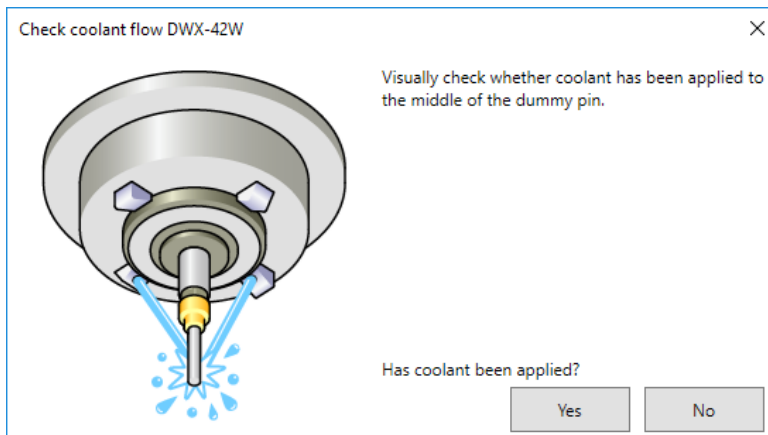 Check coolant flow DWX-42W
Visually check whether coolant has been applied to
the middle of the dummy pin.
Has coolant been applied?
Yes
No